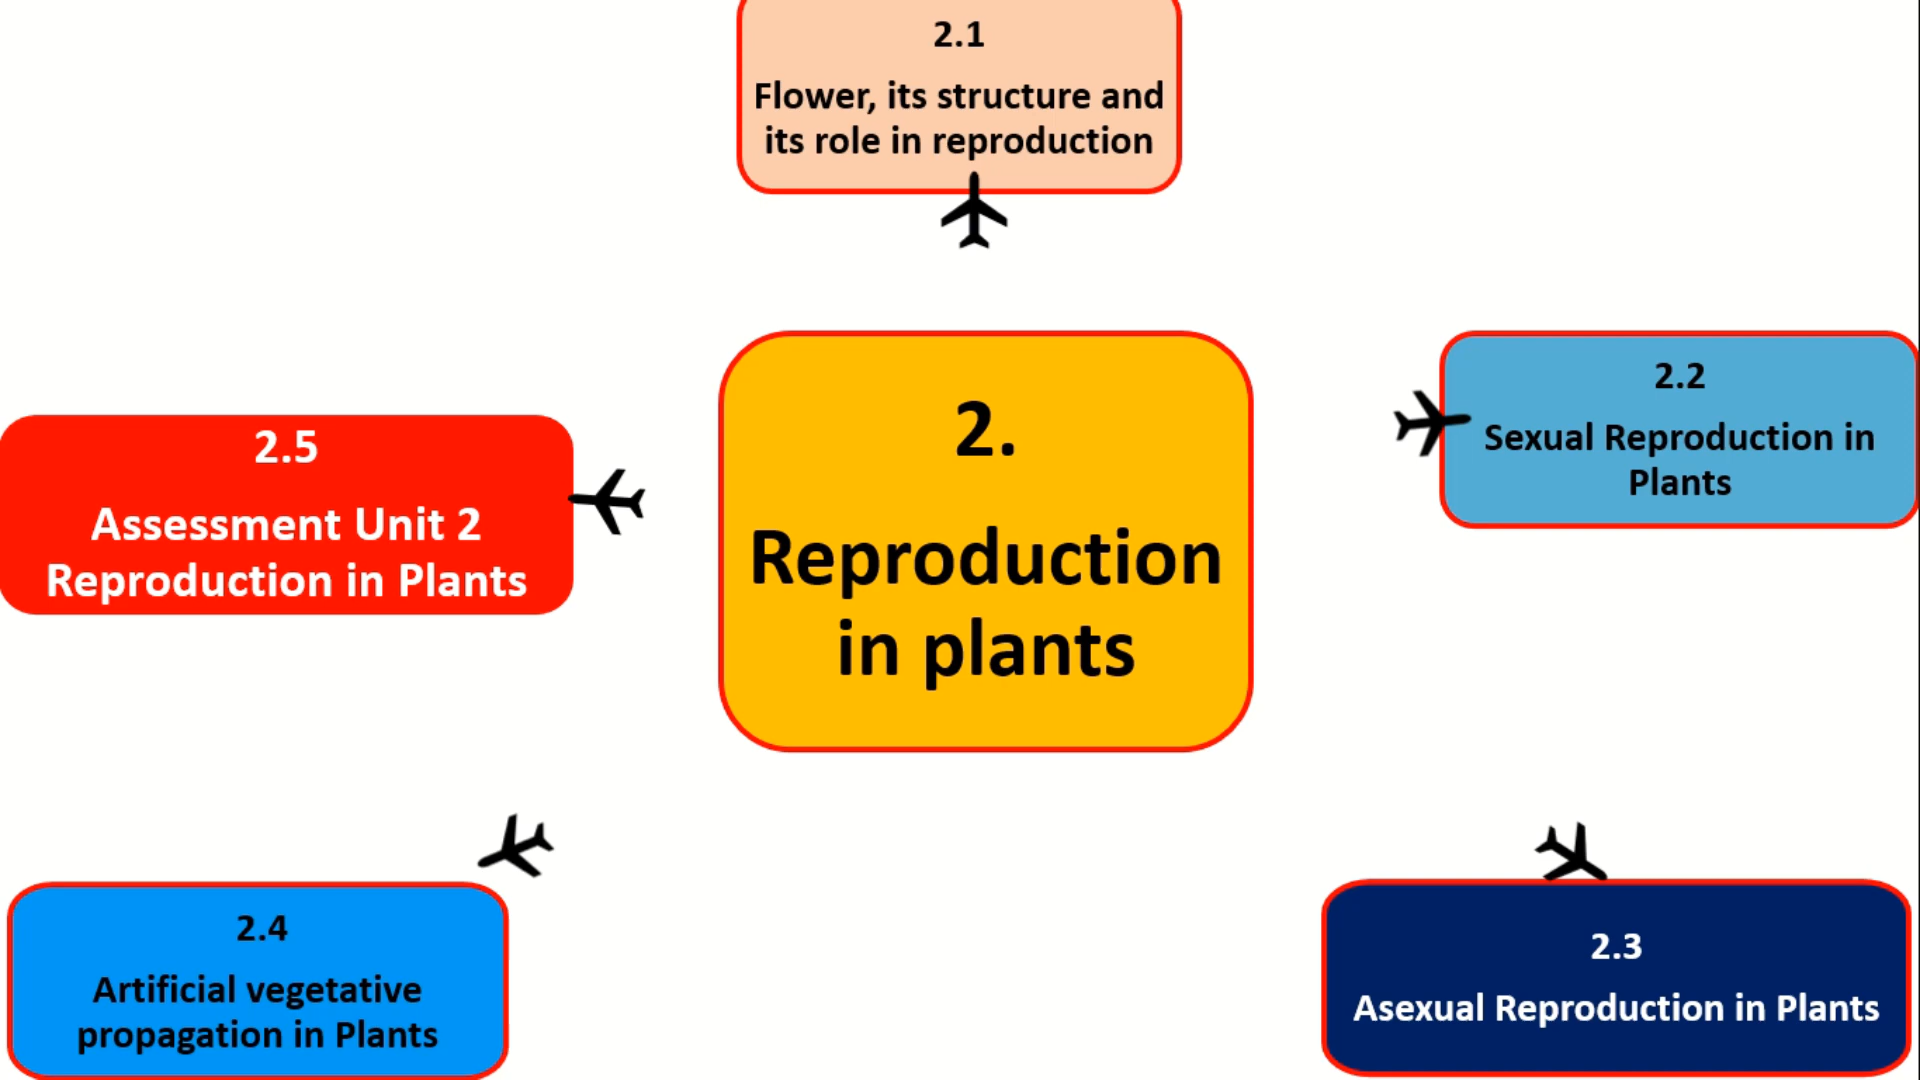 2.1
Flower, its structure and
its role in reproduction
2.
Reproduction
in plants
2.2
Sexual Reproduction in
Plants
2.5
Assessment Unit 2
Reproduction in Plants
2.4
Artificial vegetative
propagation in Plants
2.3
Asexual Reproduction in Plants